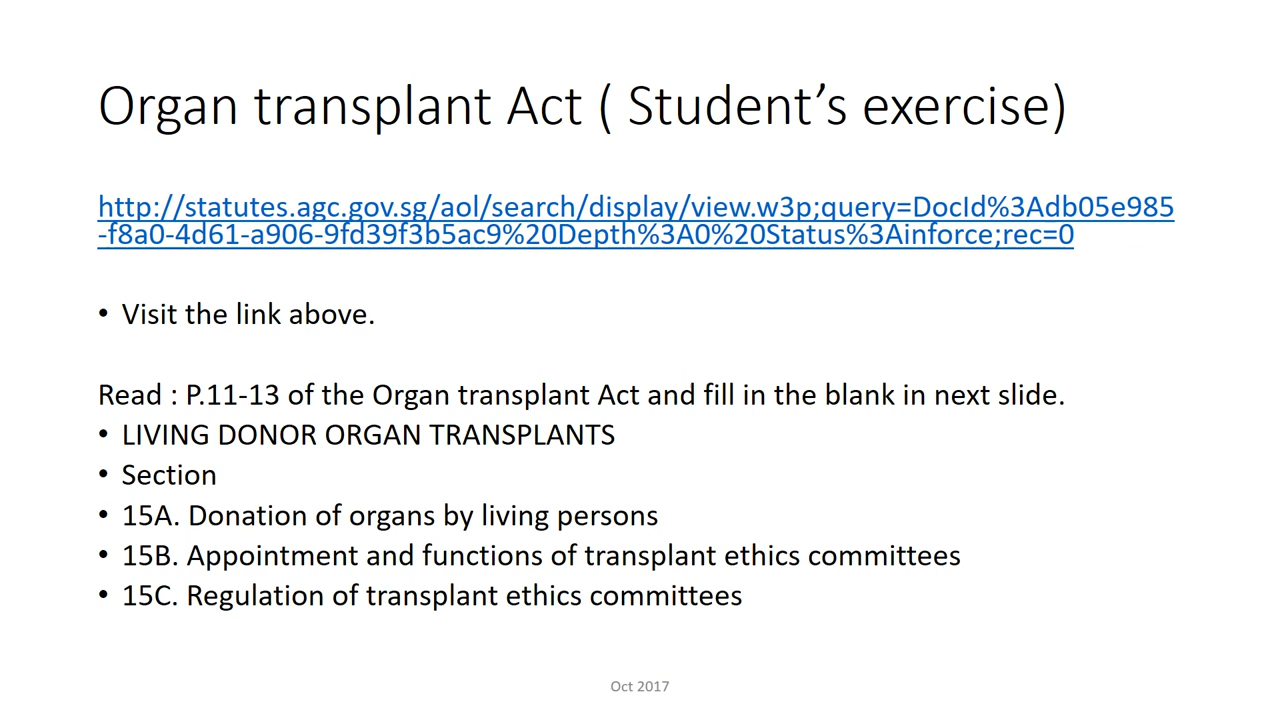 Organ transplant Act ( Student’s exercise)
http://statutes.agc.gov.sg/aol/search/display/view.w3p;query=DocId%3Adb05e985
-f8a0-4d61-a906-9fd39f3b5ac9%20Depth%3A0%20Status%3Ainforce;rec=0
• Visit the link above.
Read : P.11-13 of the Organ transplant Act and fill in the blank in next slide.
• LIVING DONOR ORGAN TRANSPLANTS
• Section
• 15A. Donation of organs by living persons
• 15B. Appointment and functions of transplant ethics committees
• 15C. Regulation of transplant ethics committees
Oct 2017